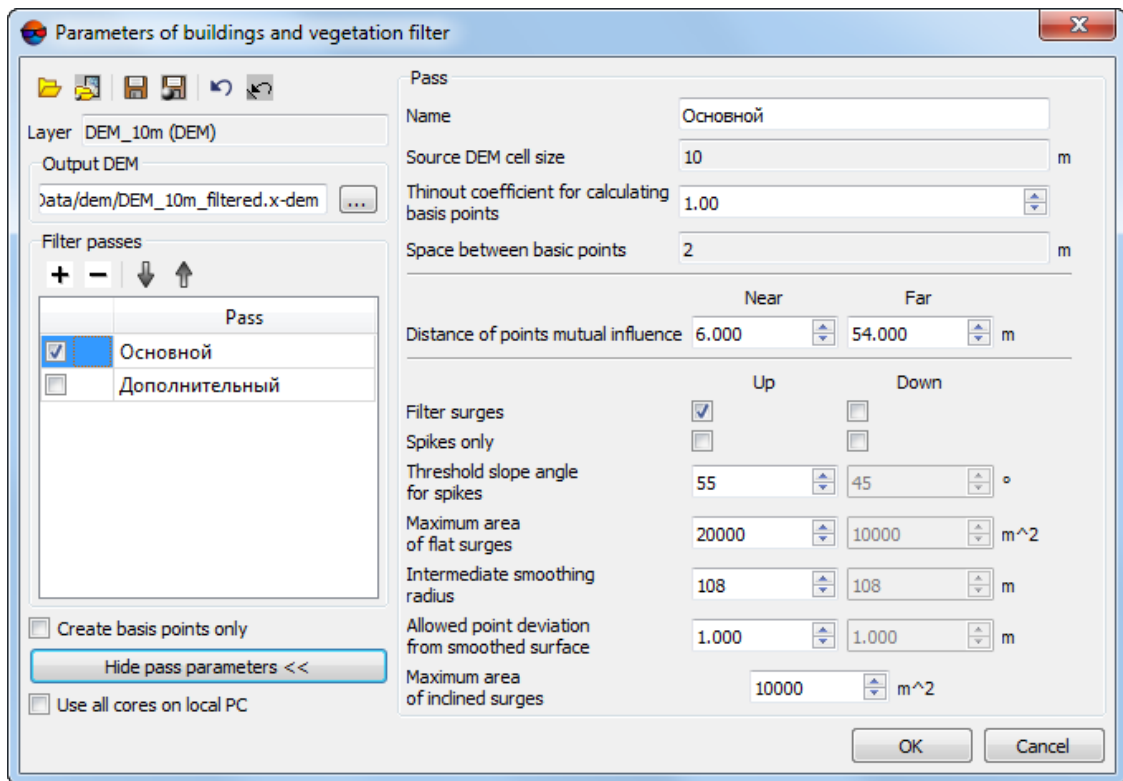 Parameters of buildings and vegetation filter
Layer DEM_10m (DEM)
Output DEM
Data/dem/DEM_10m_filtered.x-dem ...
Filter passes
Pass
Основной
Дополнительный
Create basis points only
Hide pass parameters <<
Use all cores on local PC
Pass
Name Основной
Source DEM cell size 10 m
Thinout coefficient for calculating
basis points 1.00
Space between basic points 2 m
Near Far
Distance of points mutual influence 6.000 54.000 m
Up Down
Filter surges
Spikes only
Threshold slope angle
for spikes 55 45 °
Maximum area
of flat surges 20000 10000 m^2
Intermediate smoothing
radius 108 108 m
Allowed point deviation
from smoothed surface 1.000 1.000 m
Maximum area
of inclined surges 10000 m^2
OK Cancel